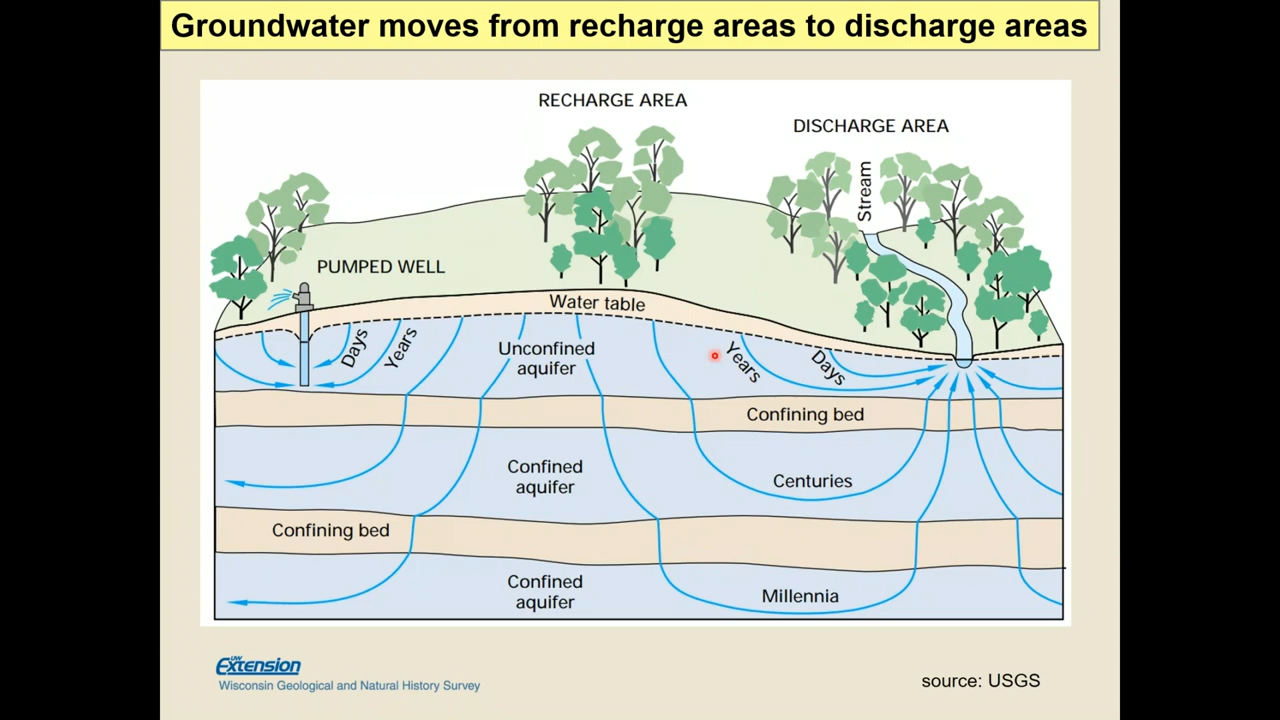 Groundwater moves from recharge areas to discharge areas
RECHARGE AREA
DISCHARGE AREA
Stream
PUMPED WELL
Water table
Days
Years
Unconfined
aquifer
Years
Days
Confining bed
Confined
aquifer
Centuries
Confining bed
Confined
aquifer
Millennia
UW
Extension
Wisconsin Geological and Natural History Survey
source: USGS